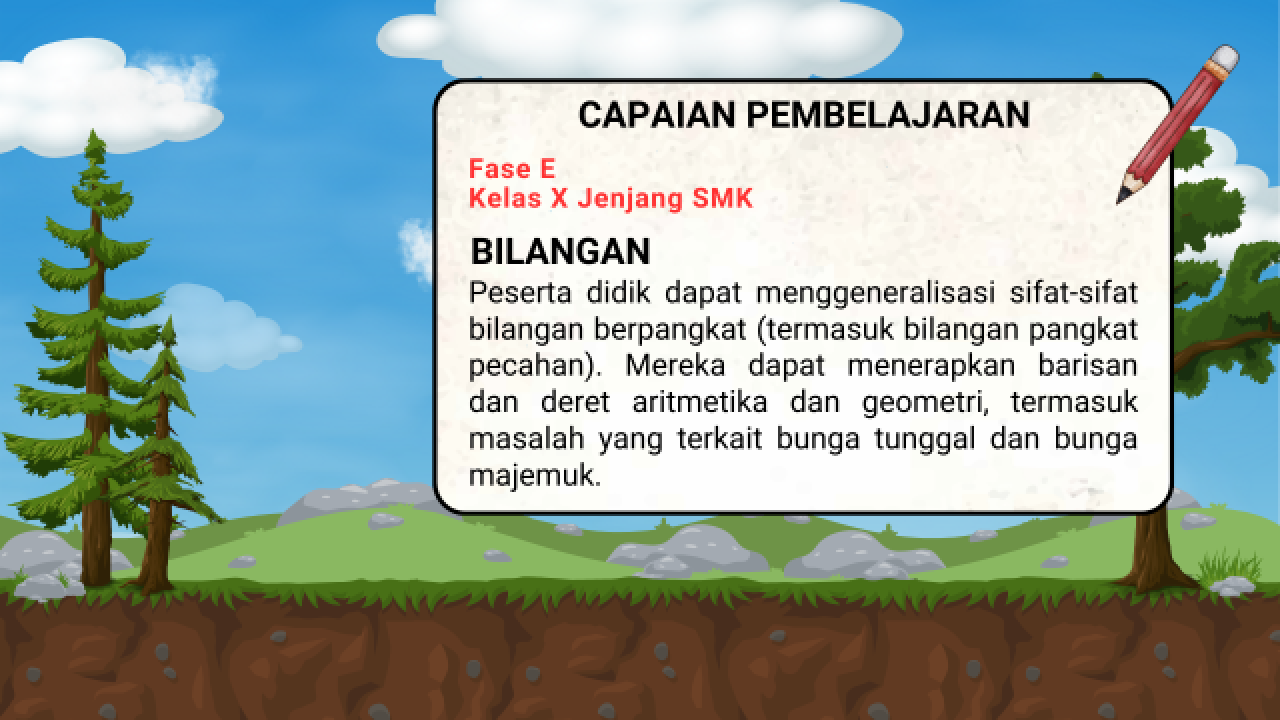 CAPAIAN PEMBELAJARAN
Fase E
Kelas X Jenjang SMK
BILANGAN
Peserta didik dapat menggeneralisasi sifat-sifat
bilangan berpangkat (termasuk bilangan pangkat
pecahan). Mereka dapat menerapkan barisan
dan deret aritmetika dan geometri, termasuk
masalah yang terkait bunga tunggal dan bunga
majemuk.